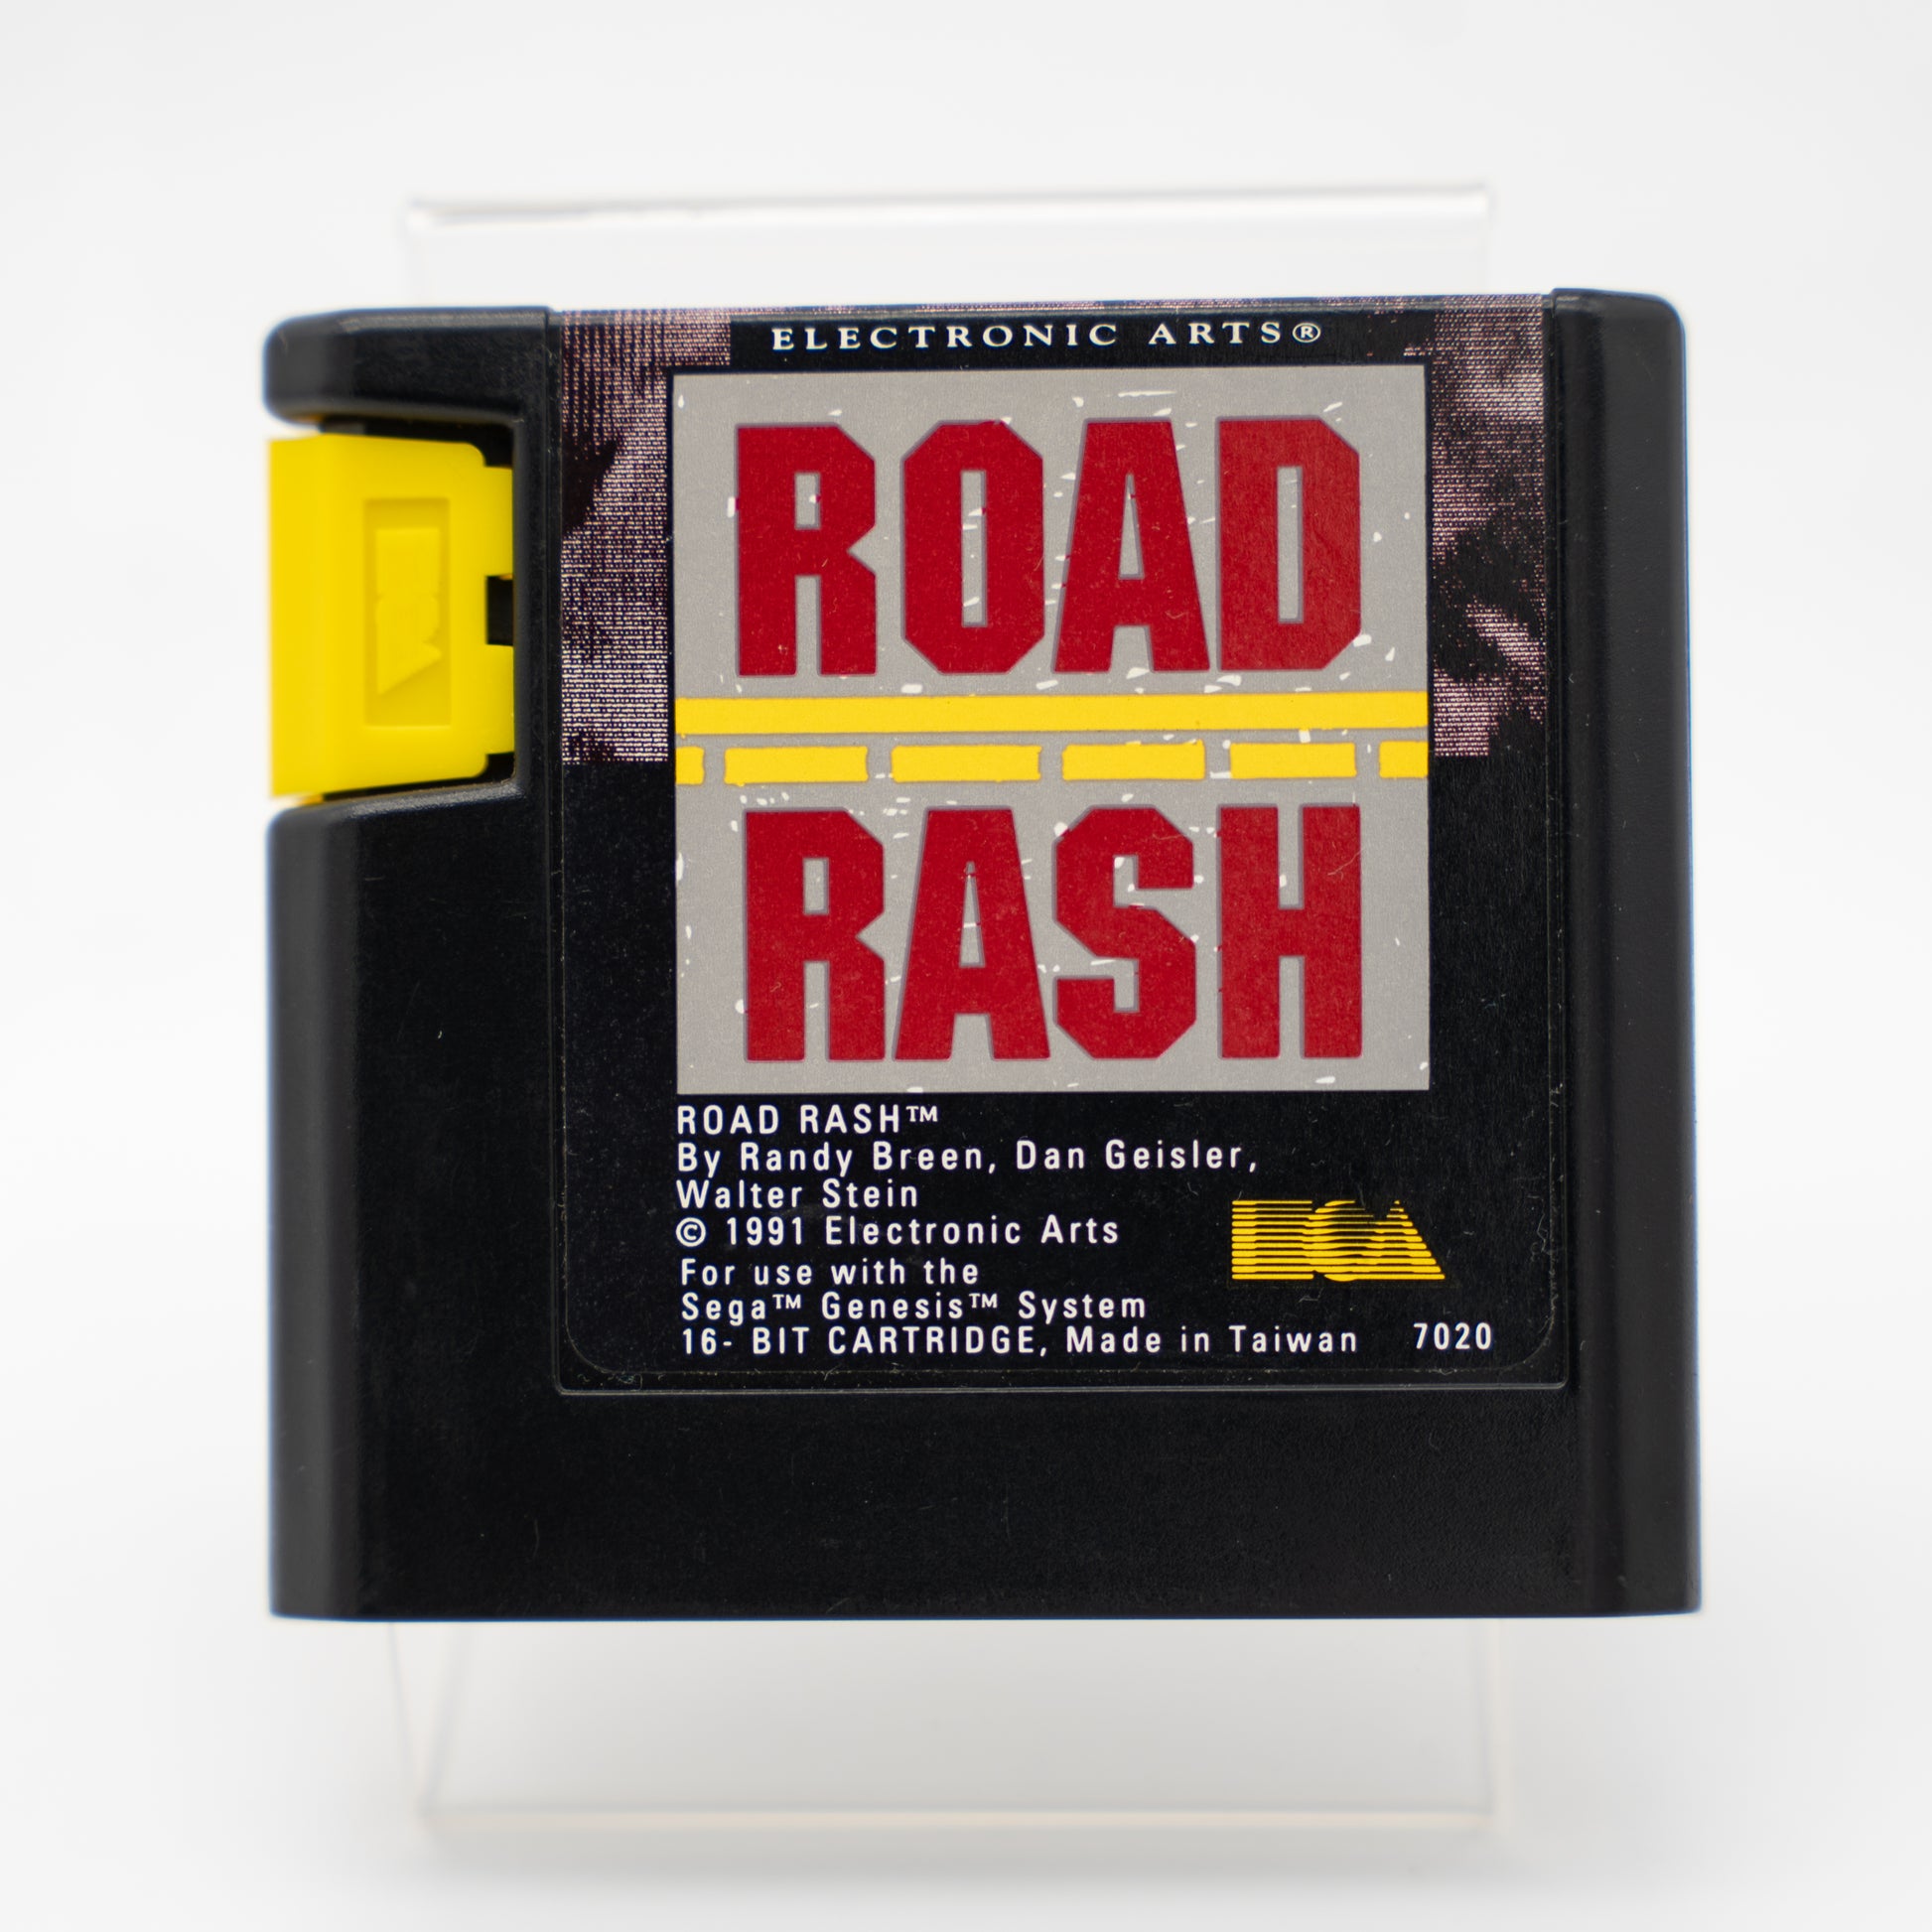 ELECTRONIC ARTS®
ROAD
RASH
ROAD RASH™
By Randy Breen, Dan Geisler,
Walter Stein
© 1991 Electronic Arts
For use with the
Sega™ Genesis™ System
16- BIT CARTRIDGE, Made in Taiwan 7020
EA